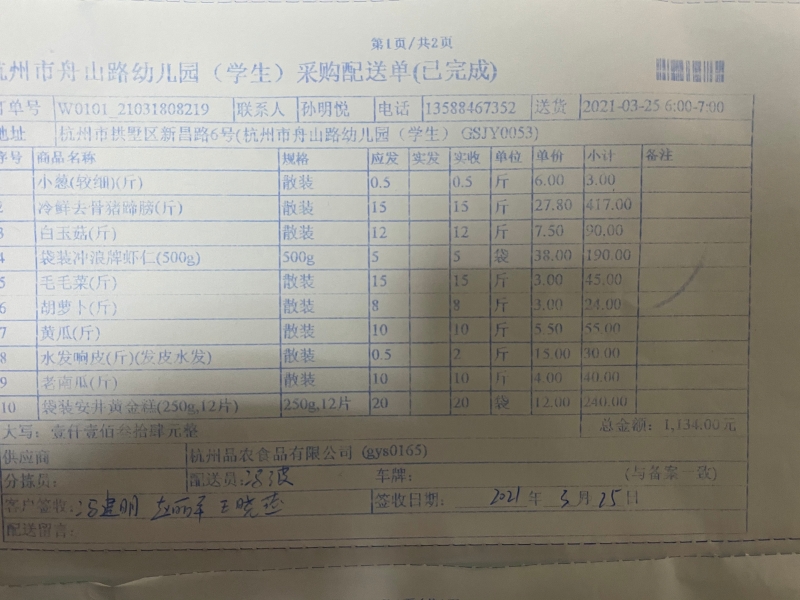 第1页/共2页
杭州市舟山路幼儿园（学生）采购配送单(已完成)
订单号 W0101_21031808219 联系人 孙明悦 电话 13588467352 送货 2021-03-25 6:00-7:00
地址 杭州市拱墅区新昌路6号(杭州市舟山路幼儿园（学生）GSJY0053)
序号 商品名称 规格 应发 实发 实收 单位 单价 小计 备注
小葱(较细)(斤) 散装 0.5 0.5 斤 6.00 3.00
2 冷鲜去骨猪蹄膀(斤) 散装 15 15 斤 27.80 417.00
3 白玉菇(斤) 散装 12 12 斤 7.50 90.00
4 袋装冲浪牌虾仁(500g) 500g 5 5 袋 38.00 190.00
5 毛毛菜(斤) 散装 15 15 斤 3.00 45.00
6 胡萝卜(斤) 散装 8 8 斤 3.00 24.00
7 黄瓜(斤) 散装 10 10 斤 5.50 55.00
8 水发响皮(斤)(发皮水发) 散装 0.5 2 斤 15.00 30.00
9 老南瓜(斤) 散装 10 10 斤 4.00 40.00
10 袋装安井黄金糕(250g,12片) 250g,12片 20 20 袋 12.00 240.00
大写：壹仟壹佰叁拾肆元整 总金额：1,134.00元
供应商 杭州品农食品有限公司 (gys0165)
分拣员: 配送员: 冯波 车牌: (与备案一致)
客户签收: 冯建明 赵丽军 王晓燕 签收日期: 2021 年 3 月 25 日
配送留言: